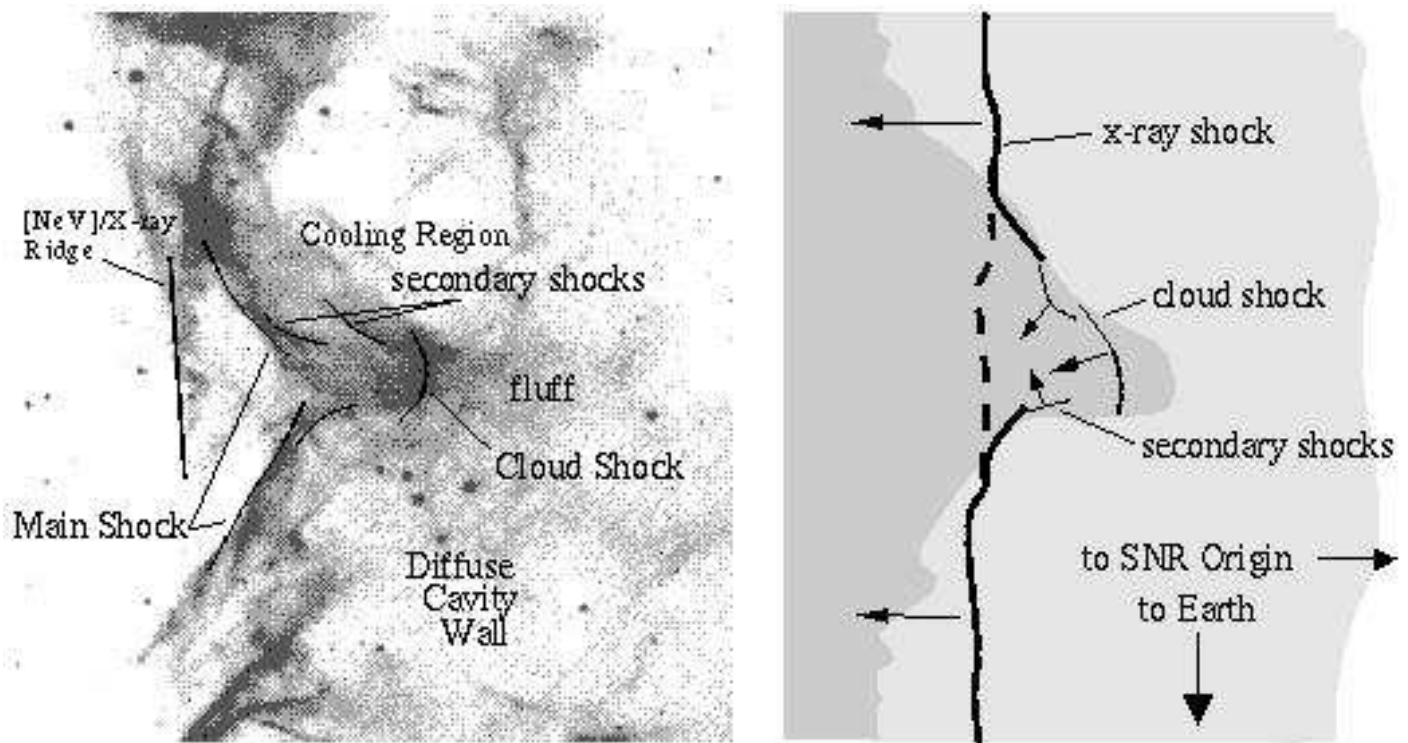 [NeV]/X-ray
Ridge
Cooling Region
secondary shocks
fluff
Cloud Shock
Main Shock
Diffuse
Cavity
Wall
x-ray shock
cloud shock
secondary shocks
to SNR Origin
to Earth